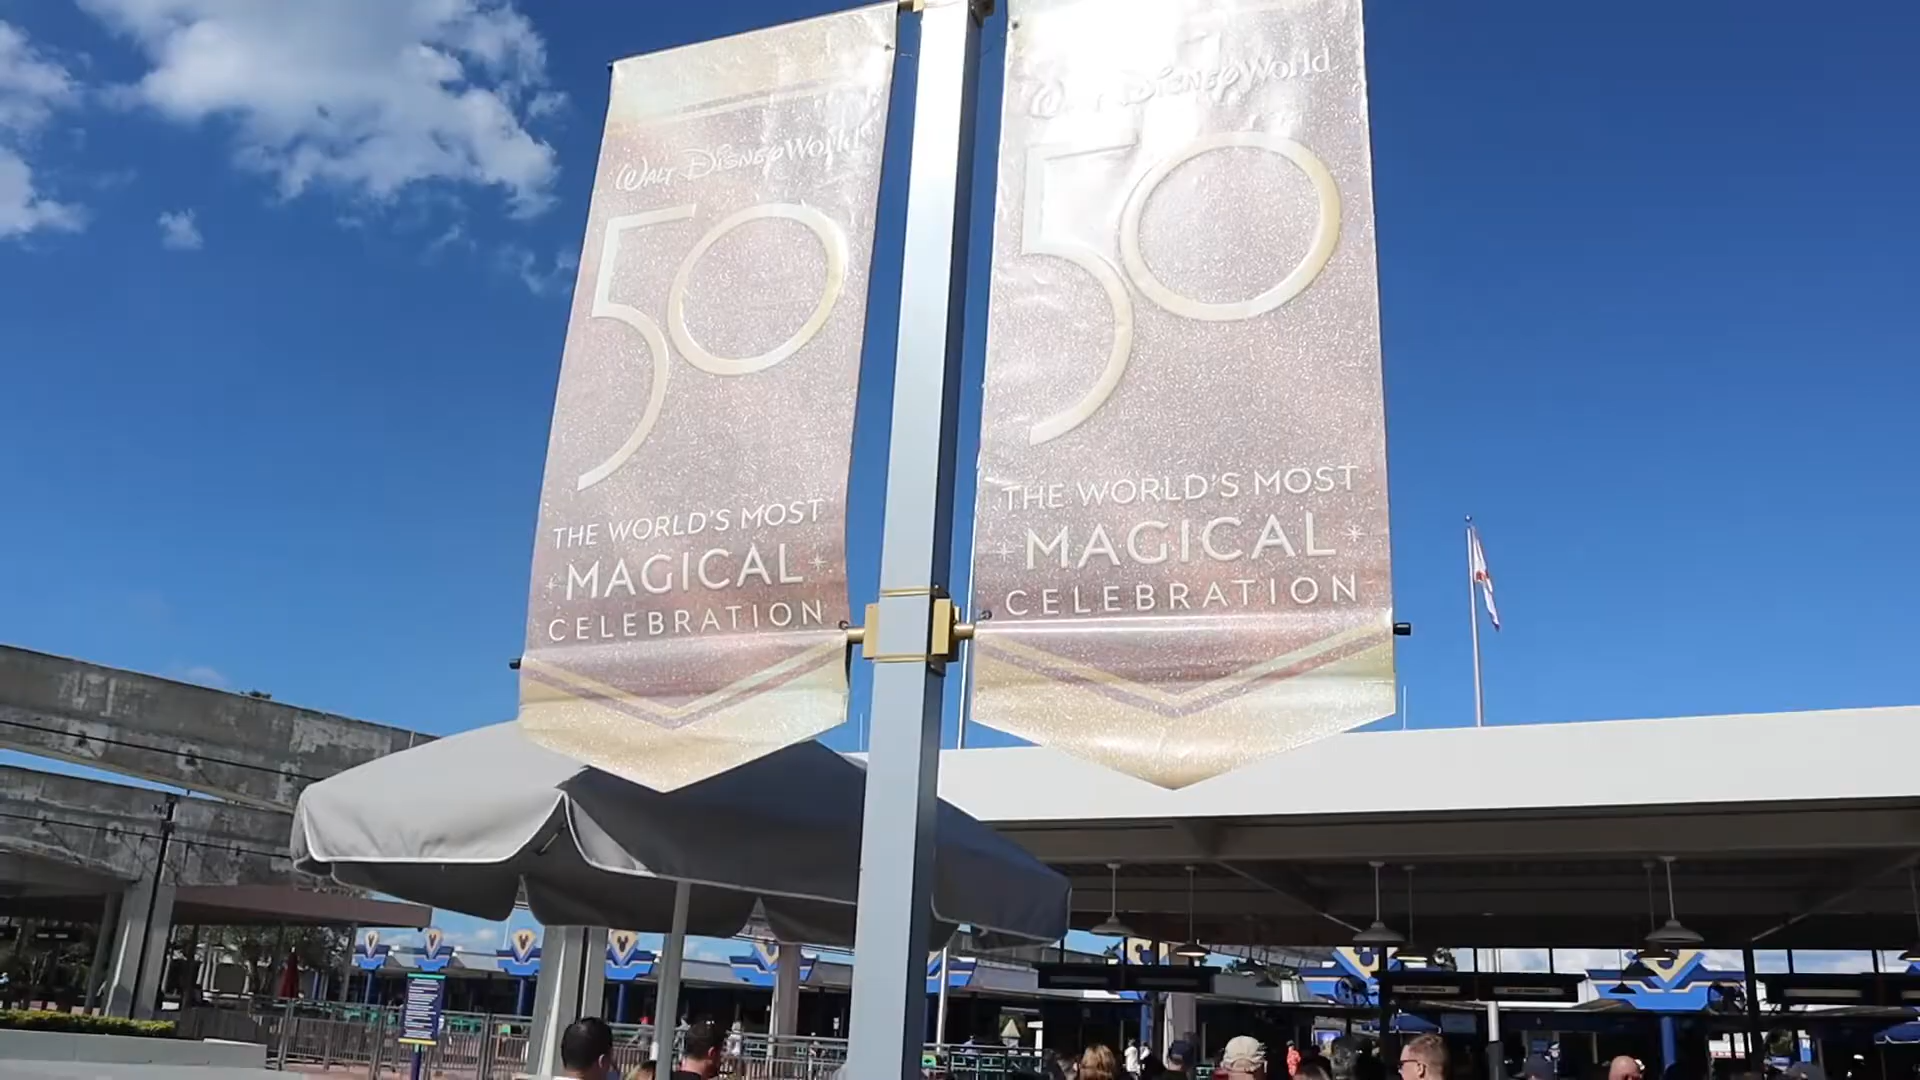 Walt Disney World
50
THE WORLD'S MOST
MAGICAL
CELEBRATION
Walt Disney World
50
THE WORLD'S MOST
MAGICAL
CELEBRATION